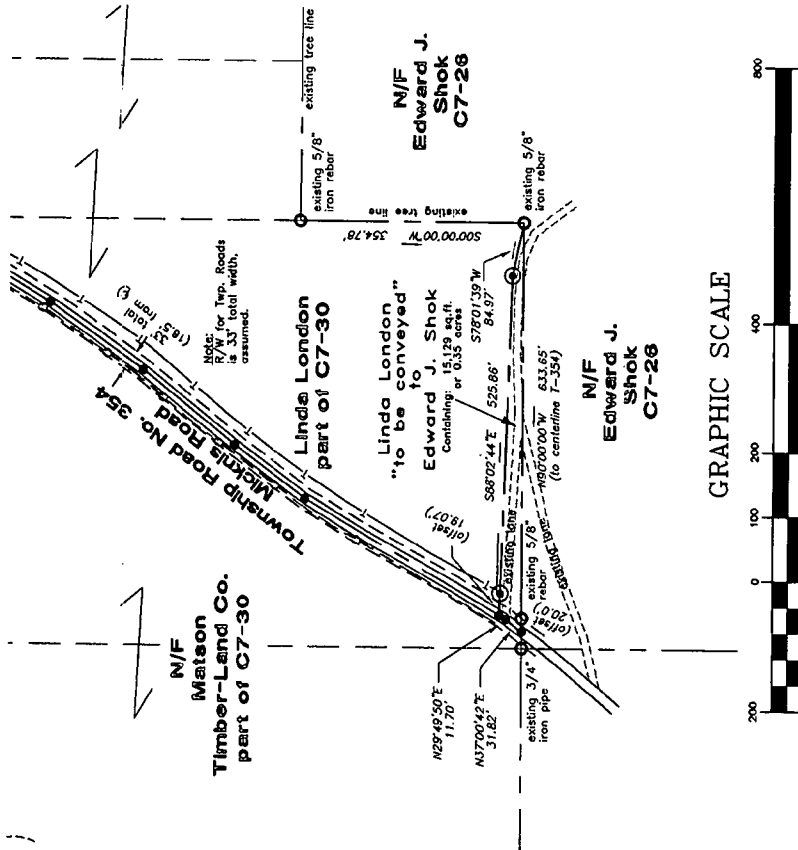 existing tree line
N/F
Edward J.
Shok
C7-26
existing 5/8"
iron rebar
33' total
(16.5' from ℄)
Note:
R/W for Twp. Roads
is 33' total width.
assumed.
Township Road No. 354
Micknis Road
Linda London
part of C7-30
S00°00'00"W 354.78'
existing tree line
existing 5/8"
iron rebar
Linda London
"to be conveyed"
to
Edward J. Shok
Containing: 15,129 sq.ft.
or 0.35 acres
S78°01'39"W
84.97'
N/F
Matson
Timber-Land Co.
part of C7-30
(offset
19.07')
S88°02'44"E 525.86'
existing lane
N90°00'00"W 633.65'
(to centerline T-354)
N/F
Edward J.
Shok
C7-26
existing 5/8"
rebar
(offset
20.0')
existing lane
N29°49'50"E
11.70'
N37°00'42"E
31.82'
existing 3/4"
iron pipe
GRAPHIC SCALE
200 0 100 200 400 800